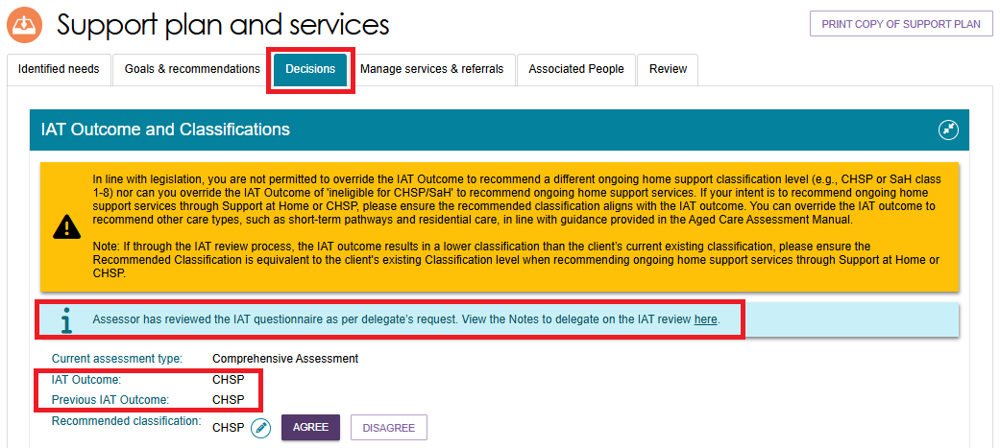 Support plan and services
PRINT COPY OF SUPPORT PLAN
Identified needs
Goals & recommendations
Decisions
Manage services & referrals
Associated People
Review
IAT Outcome and Classifications
In line with legislation, you are not permitted to override the IAT Outcome to recommend a different ongoing home support classification level (e.g., CHSP or SaH class
1-8) nor can you override the IAT Outcome of 'ineligible for CHSP/SaH' to recommend ongoing home support services. If your intent is to recommend ongoing home
support services through Support at Home or CHSP, please ensure the recommended classification aligns with the IAT outcome. You can override the IAT outcome to
recommend other care types, such as short-term pathways and residential care, in line with guidance provided in the Aged Care Assessment Manual.
Note: If through the IAT review process, the IAT outcome results in a lower classification than the client's current existing classification, please ensure the
Recommended Classification is equivalent to the client's existing Classification level when recommending ongoing home support services through Support at Home or
CHSP.
Assessor has reviewed the IAT questionnaire as per delegate's request. View the Notes to delegate on the IAT review here.
Current assessment type: Comprehensive Assessment
IAT Outcome: CHSP
Previous IAT Outcome: CHSP
Recommended classification: CHSP AGREE DISAGREE